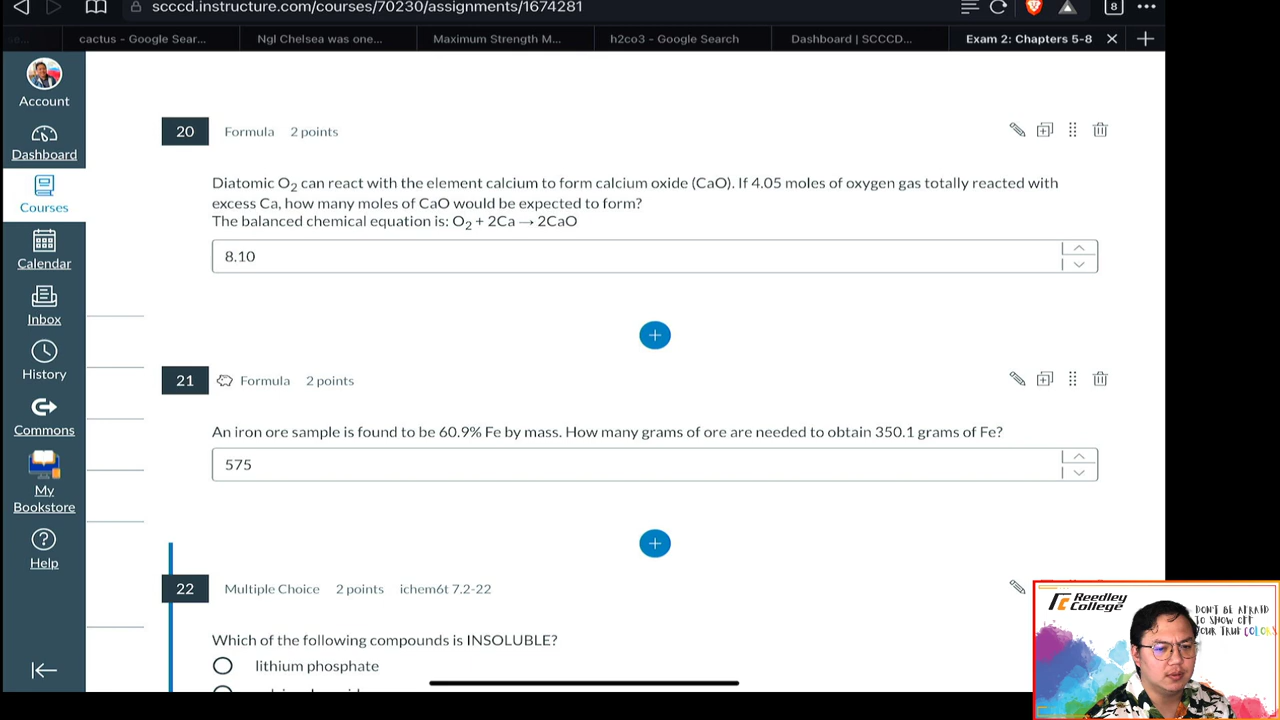 scccd.instructure.com/courses/70230/assignments/1674281
8
cactus - Google Sear...
Ngl Chelsea was one...
Maximum Strength M...
h2co3 - Google Search
Dashboard | SCCCD...
Exam 2: Chapters 5-8
Account
Dashboard
Courses
Calendar
Inbox
History
Commons
My
Bookstore
Help
20 Formula 2 points
Diatomic O2 can react with the element calcium to form calcium oxide (CaO). If 4.05 moles of oxygen gas totally reacted with
excess Ca, how many moles of CaO would be expected to form?
The balanced chemical equation is: O2 + 2Ca → 2CaO
8.10
21 Formula 2 points
An iron ore sample is found to be 60.9% Fe by mass. How many grams of ore are needed to obtain 350.1 grams of Fe?
575
22 Multiple Choice 2 points ichem6t 7.2-22
Which of the following compounds is INSOLUBLE?
lithium phosphate
Reedley
College
DON'T BE AFRAID
TO SHOW OFF
YOUR TRUE COLORS